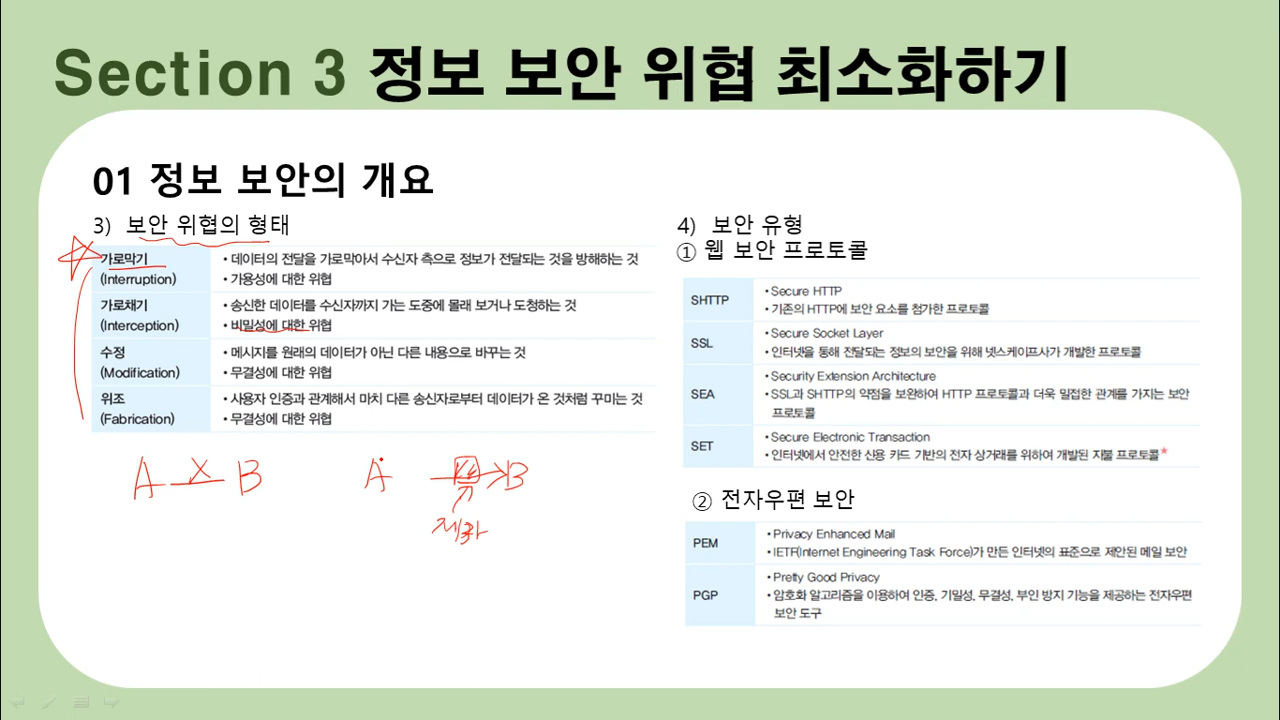 Section 3 정보 보안 위협 최소화하기
01 정보 보안의 개요
3) 보안 위협의 형태
가로막기
(Interruption)
• 데이터의 전달을 가로막아서 수신자 측으로 정보가 전달되는 것을 방해하는 것
• 가용성에 대한 위협
가로채기
(Interception)
• 송신한 데이터를 수신자까지 가는 도중에 몰래 보거나 도청하는 것
• 비밀성에 대한 위협
수정
(Modification)
• 메시지를 원래의 데이터가 아닌 다른 내용으로 바꾸는 것
• 무결성에 대한 위협
위조
(Fabrication)
• 사용자 인증과 관계해서 마치 다른 송신자로부터 데이터가 온 것처럼 꾸미는 것
• 무결성에 대한 위협
A X B
A B
4) 보안 유형
① 웹 보안 프로토콜
SHTTP
• Secure HTTP
• 기존의 HTTP에 보안 요소를 첨가한 프로토콜
SSL
• Secure Socket Layer
• 인터넷을 통해 전달되는 정보의 보안을 위해 넷스케이프사가 개발한 프로토콜
SEA
• Security Extension Architecture
• SSL과 SHTTP의 약점을 보완하여 HTTP 프로토콜과 더욱 밀접한 관계를 가지는 보안
프로토콜
SET
• Secure Electronic Transaction
• 인터넷에서 안전한 신용 카드 기반의 전자 상거래를 위하여 개발된 지불 프로토콜*
② 전자우편 보안
PEM
• Privacy Enhanced Mail
• IETF(Internet Engineering Task Force)가 만든 인터넷의 표준으로 제안된 메일 보안
PGP
• Pretty Good Privacy
• 암호화 알고리즘을 이용하여 인증, 기밀성, 무결성, 부인 방지 기능을 제공하는 전자우편
보안 도구